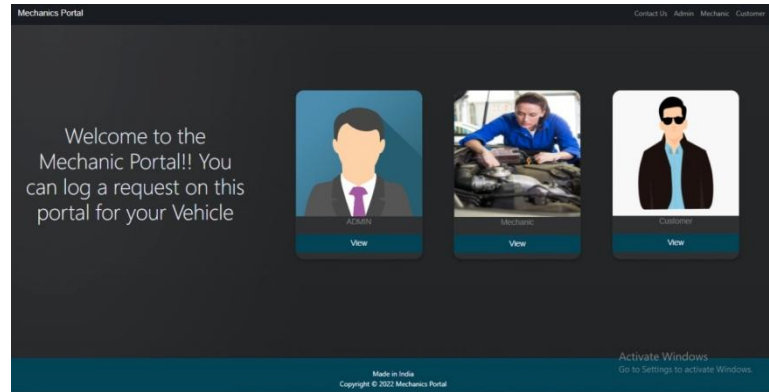 Mechanics Portal
Contact Us Admin Mechanic Customer
Welcome to the
Mechanic Portal!! You
can log a request on this
portal for your Vehicle
ADMIN
View
Mechanic
View
Customer
View
Activate Windows
Go to Settings to activate Windows.
Made in India
Copyright © 2022 Mechanics Portal